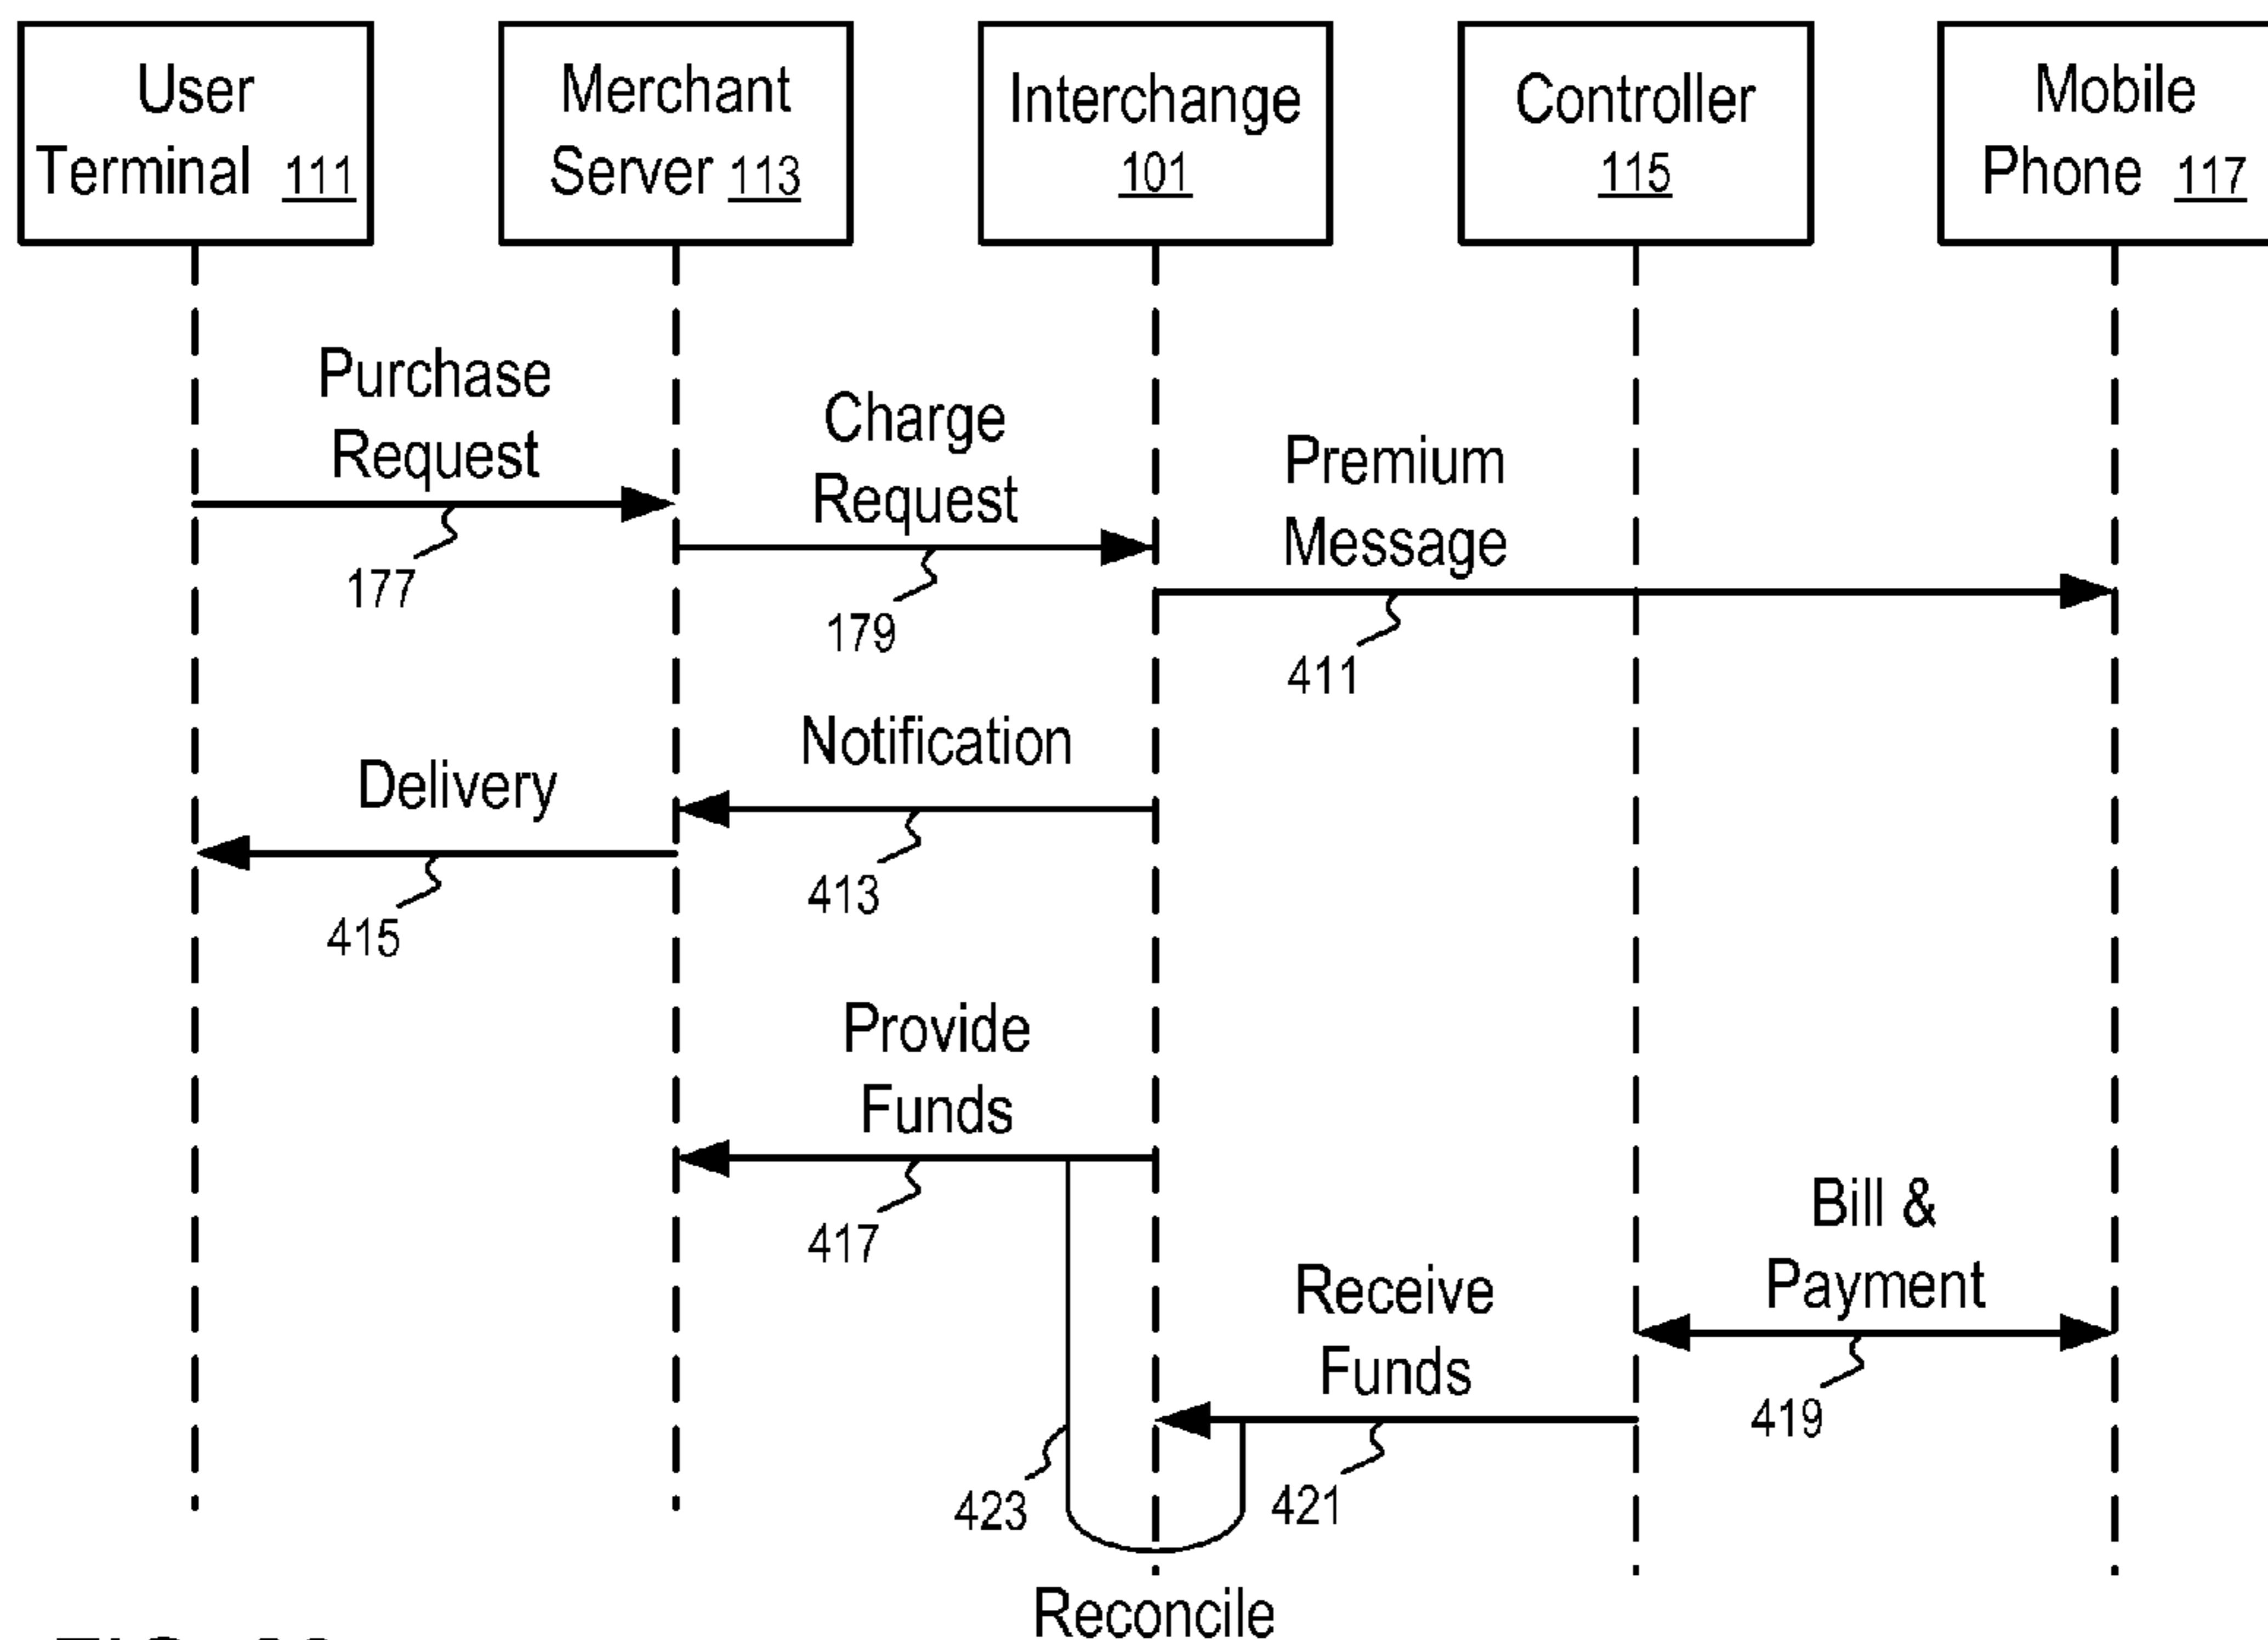 User
Terminal 111
Merchant
Server 113
Interchange
101
Controller
115
Mobile
Phone 117
Purchase
Request
177
Charge
Request
179
Premium
Message
411
Notification
413
Delivery
415
Provide
Funds
417
Bill &
Payment
419
Receive
Funds
421
423
Reconcile